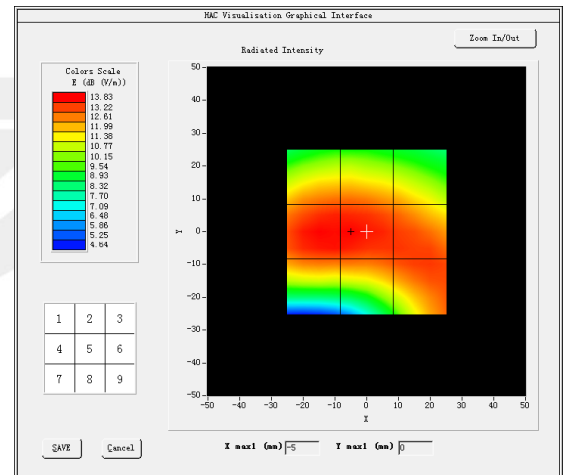 HAC Visualisation Graphical Interface
Zoom In/Out
Radiated Intensity
Colors Scale
E (dB (V/m))
13.83
13.22
12.61
11.99
11.38
10.77
10.15
9.54
8.93
8.32
7.70
7.09
6.48
5.86
5.25
4.64
50
40
30
20
10
0
-10
-20
-30
-40
-50
Y
-50 -40 -30 -20 -10 0 10 20 30 40 50
X
1 2 3
4 5 6
7 8 9
SAVE
Cancel
X max1 (mm) -5
Y max1 (mm) 0